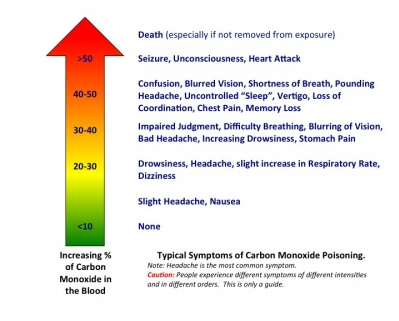 Death (especially if not removed from exposure)
>50
Seizure, Unconsciousness, Heart Attack
Confusion, Blurred Vision, Shortness of Breath, Pounding
40-50
Headache, Uncontrolled “Sleep”, Vertigo, Loss of
Coordination, Chest Pain, Memory Loss
30-40
Impaired Judgment, Difficulty Breathing, Blurring of Vision,
Bad Headache, Increasing Drowsiness, Stomach Pain
20-30
Drowsiness, Headache, slight increase in Respiratory Rate,
Dizziness
Slight Headache, Nausea
<10
None
Increasing %
of Carbon
Monoxide in
the Blood
Typical Symptoms of Carbon Monoxide Poisoning.
Note: Headache is the most common symptom.
Caution: People experience different symptoms of different intensities
and in different orders. This is only a guide.